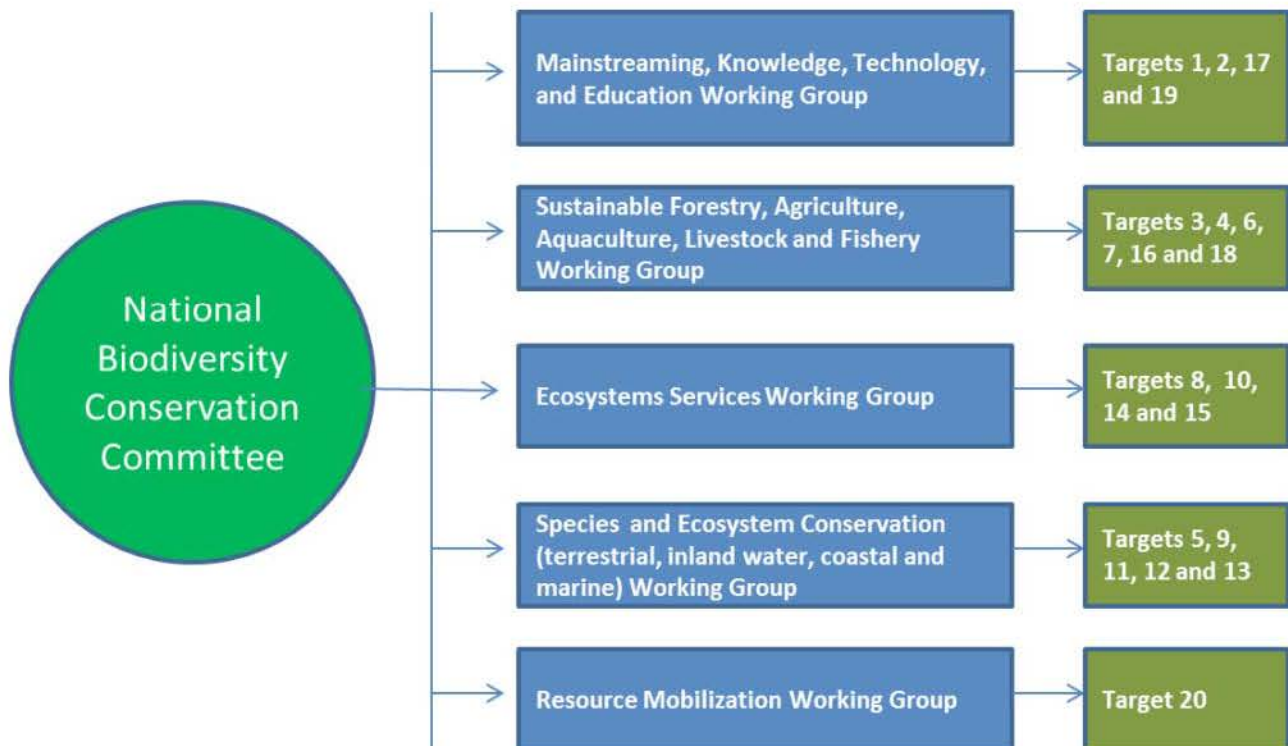 National
Biodiversity
Conservation
Committee
Mainstreaming, Knowledge, Technology,
and Education Working Group
Targets 1, 2, 17
and 19
Sustainable Forestry, Agriculture,
Aquaculture, Livestock and Fishery
Working Group
Targets 3, 4, 6,
7, 16 and 18
Ecosystems Services Working Group
Targets 8, 10,
14 and 15
Species and Ecosystem Conservation
(terrestrial, inland water, coastal and
marine) Working Group
Targets 5, 9,
11, 12 and 13
Resource Mobilization Working Group
Target 20